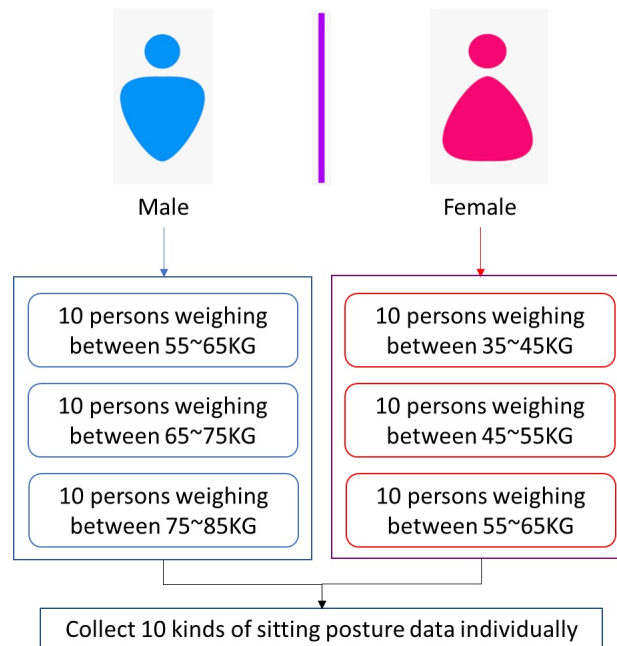 Male
Female
10 persons weighing
between 55~65KG
10 persons weighing
between 65~75KG
10 persons weighing
between 75~85KG
10 persons weighing
between 35~45KG
10 persons weighing
between 45~55KG
10 persons weighing
between 55~65KG
Collect 10 kinds of sitting posture data individually